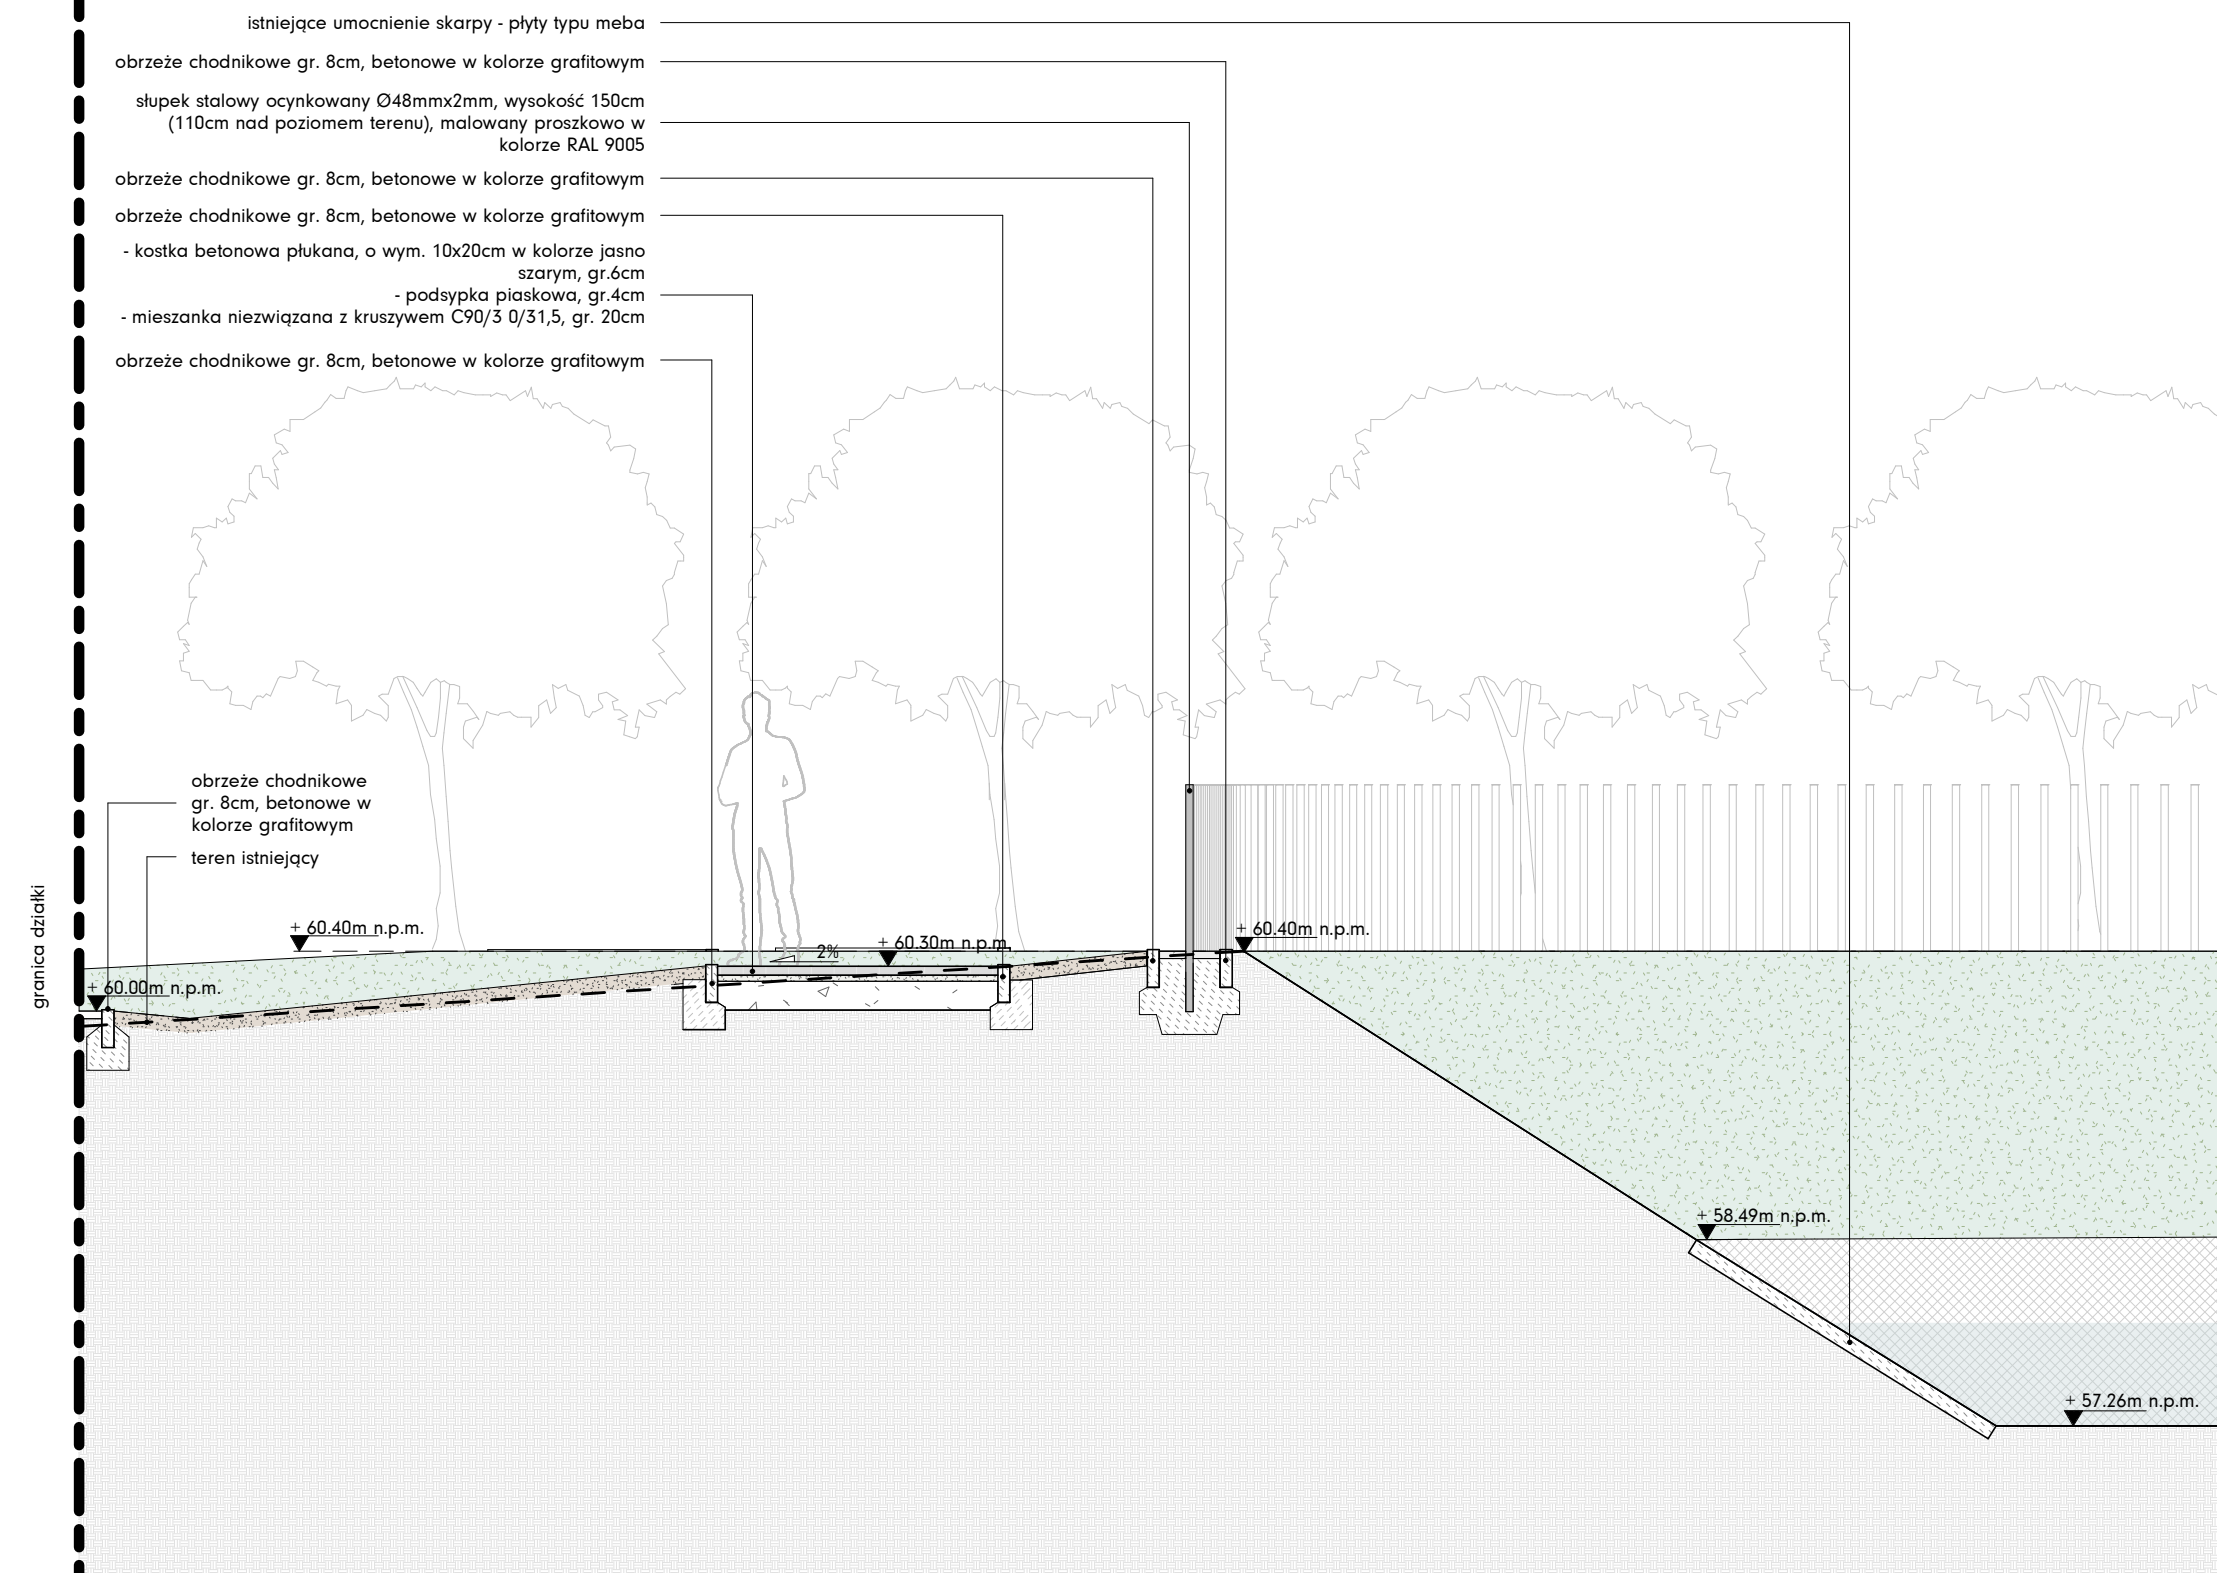 istniejące umocnienie skarpy - płyty typu meba
obrzeże chodnikowe gr. 8cm, betonowe w kolorze grafitowym
słupek stalowy ocynkowany Ø48mmx2mm, wysokość 150cm
(110cm nad poziomem terenu), malowany proszkowo w
kolorze RAL 9005
obrzeże chodnikowe gr. 8cm, betonowe w kolorze grafitowym
obrzeże chodnikowe gr. 8cm, betonowe w kolorze grafitowym
- kostka betonowa płukana, o wym. 10x20cm w kolorze jasno
szarym, gr.6cm
- podsypka piaskowa, gr.4cm
- mieszanka niezwiązana z kruszywem C90/3 0/31,5, gr. 20cm
obrzeże chodnikowe gr. 8cm, betonowe w kolorze grafitowym
obrzeże chodnikowe
gr. 8cm, betonowe w
kolorze grafitowym
teren istniejący
granica działki
+ 60.40m n.p.m.
2%
+ 60.30m n.p.m.
+ 60.40m n.p.m.
+ 60.00m n.p.m.
+ 58.49m n.p.m.
+ 57.26m n.p.m.